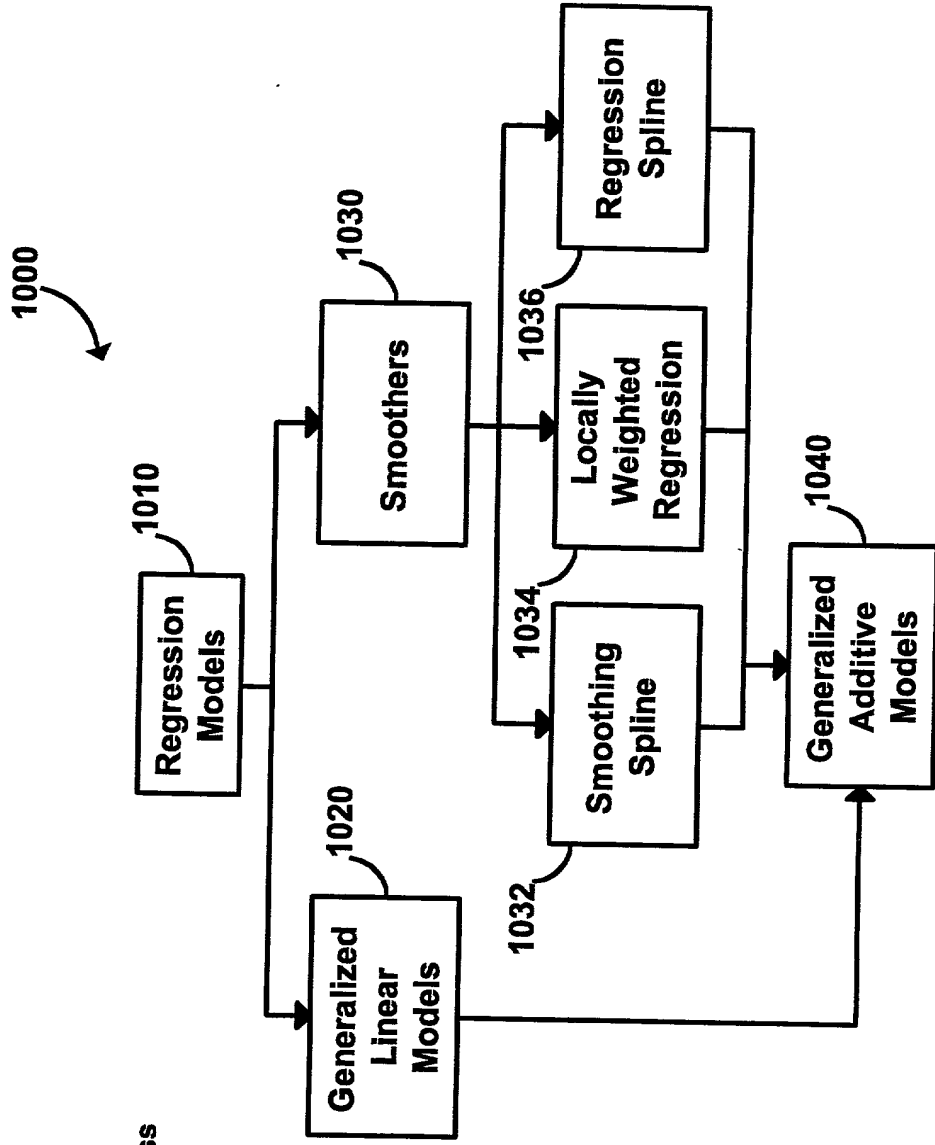 1000
Regression
Models
1010
Generalized
Linear
Models
1020
Smoothers
1030
Smoothing
Spline
1032
Locally
Weighted
Regression
1034
Regression
Spline
1036
Generalized
Additive
Models
1040